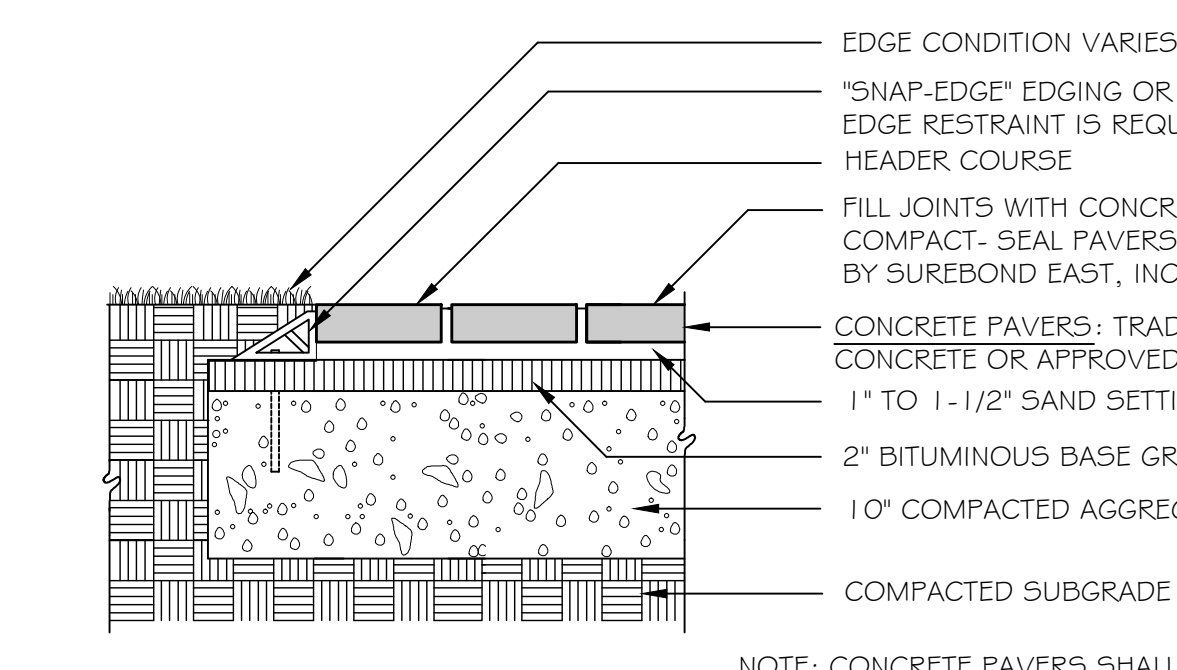 EDGE CONDITION VARIES
"SNAP-EDGE" EDGING OR
EDGE RESTRAINT IS REQU
HEADER COURSE
FILL JOINTS WITH CONCR
COMPACT- SEAL PAVERS
BY SUREBOND EAST, INC
CONCRETE PAVERS: TRAD
CONCRETE OR APPROVED
1" TO 1-1/2" SAND SETTI
2" BITUMINOUS BASE GR
10" COMPACTED AGGREG
COMPACTED SUBGRADE
NOTE: CONCRETE PAVERS SHALL